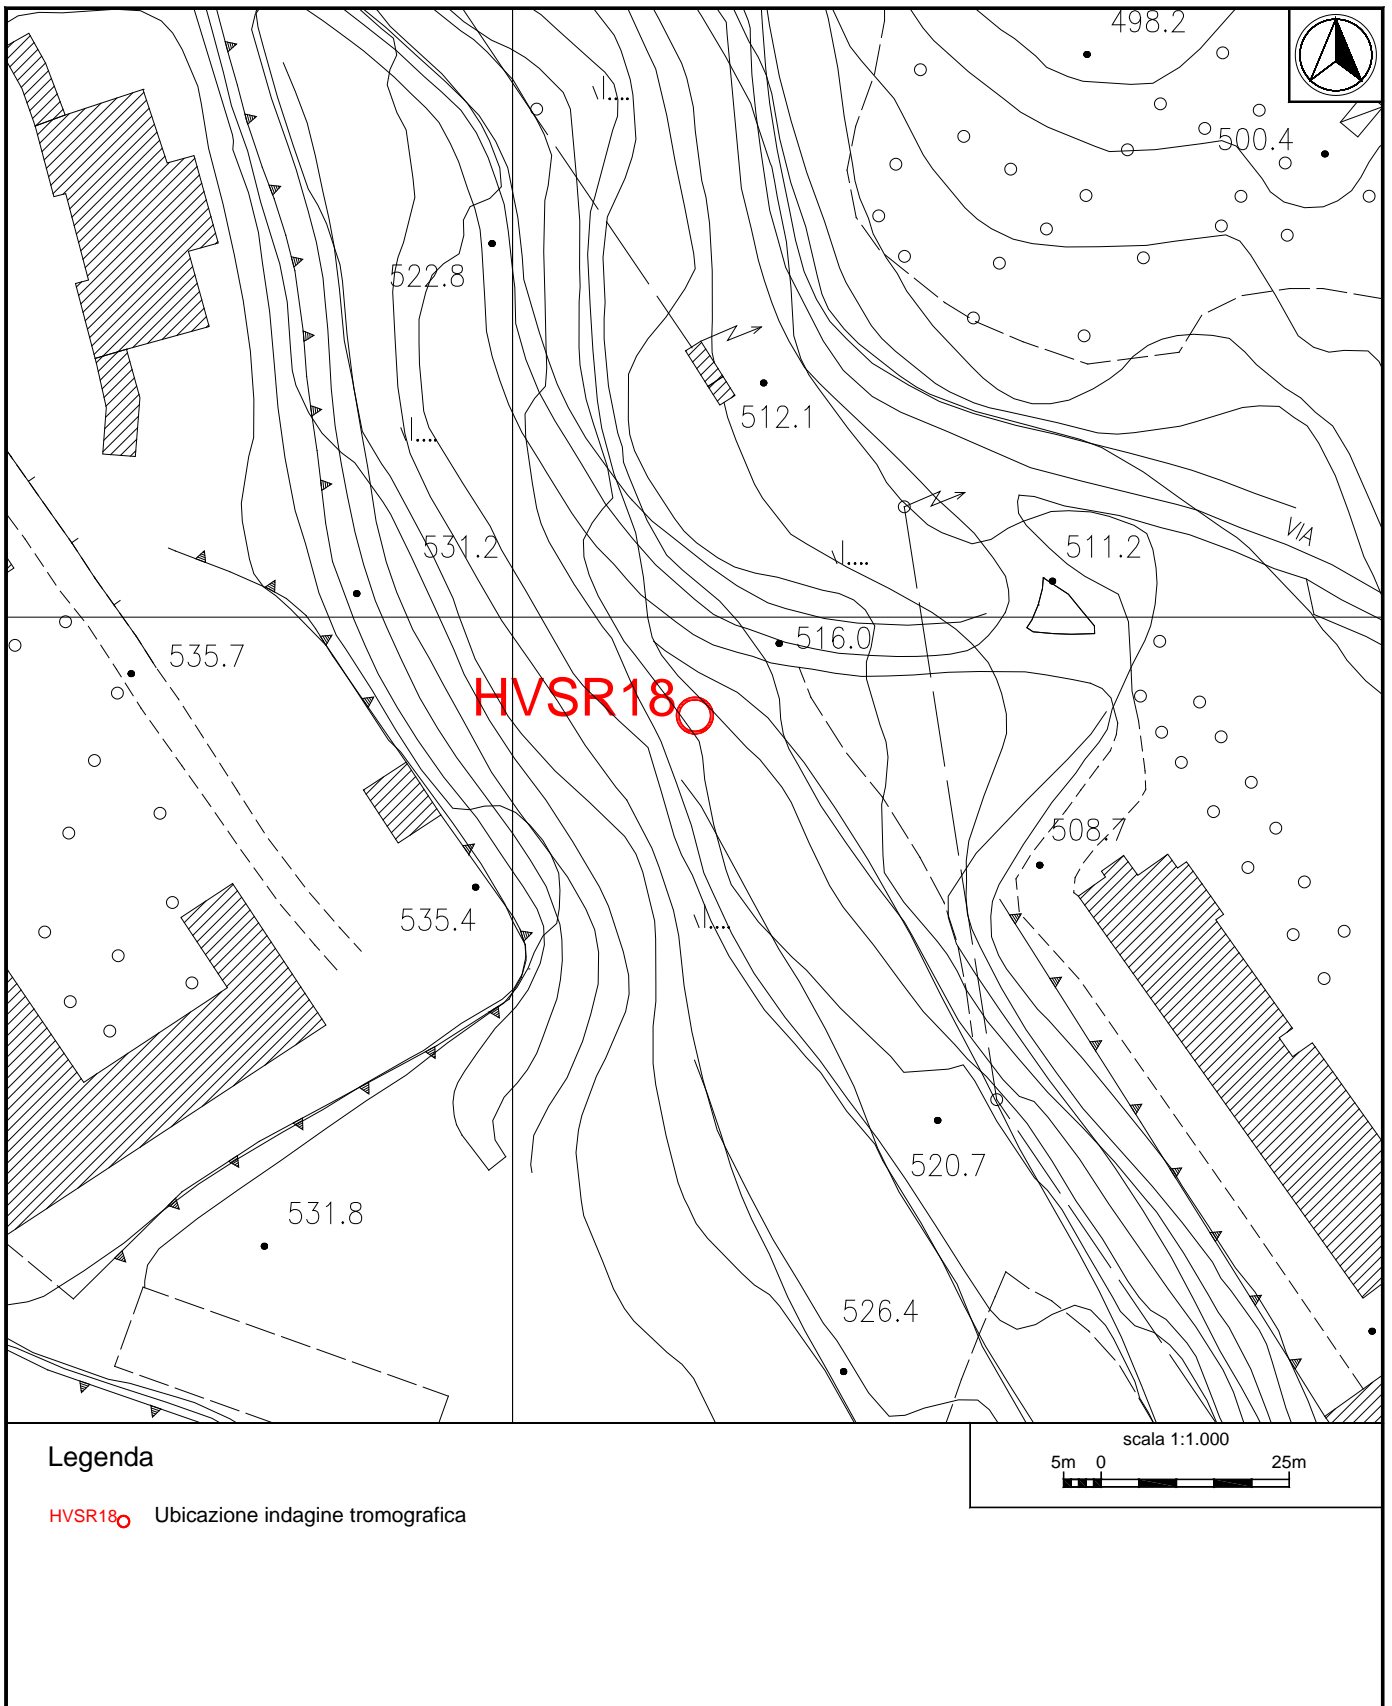 498.2
500.4
522.8
512.1
VIA
531.2
511.2
516.0
535.7
HVSR18
508.7
535.4
520.7
531.8
526.4
Legenda
HVSR18 Ubicazione indagine tromografica
scala 1:1.000
5m 0 25m